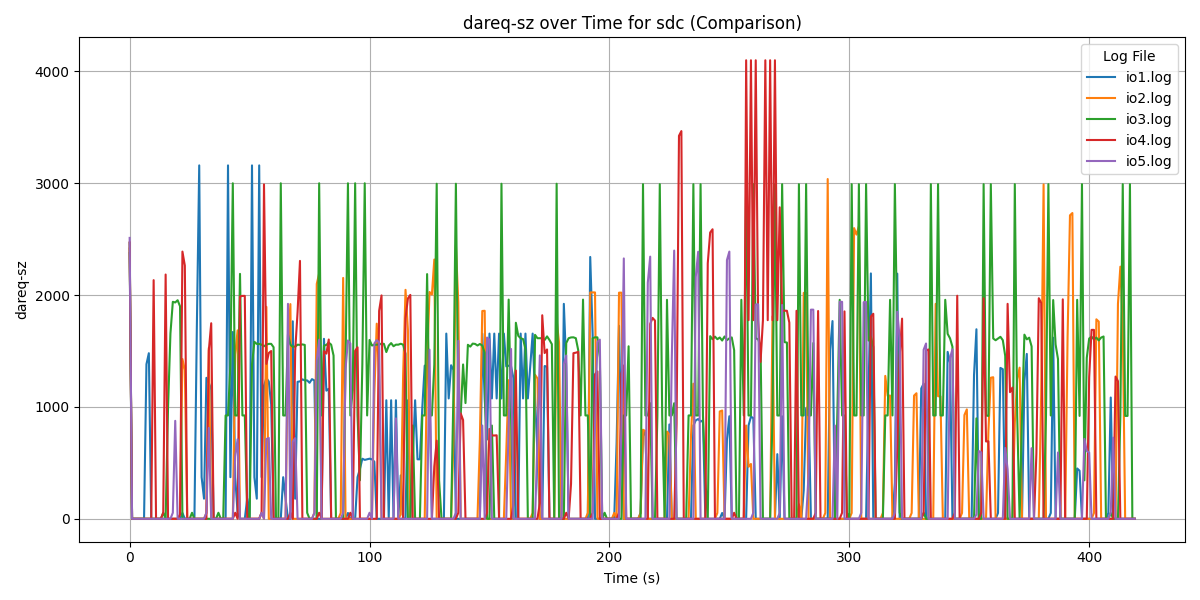 dareq-sz over Time for sdc (Comparison)
dareq-sz
4000
3000
2000
1000
0
0 100 200 300 400
Time (s)
Log File
io1.log
io2.log
io3.log
io4.log
io5.log